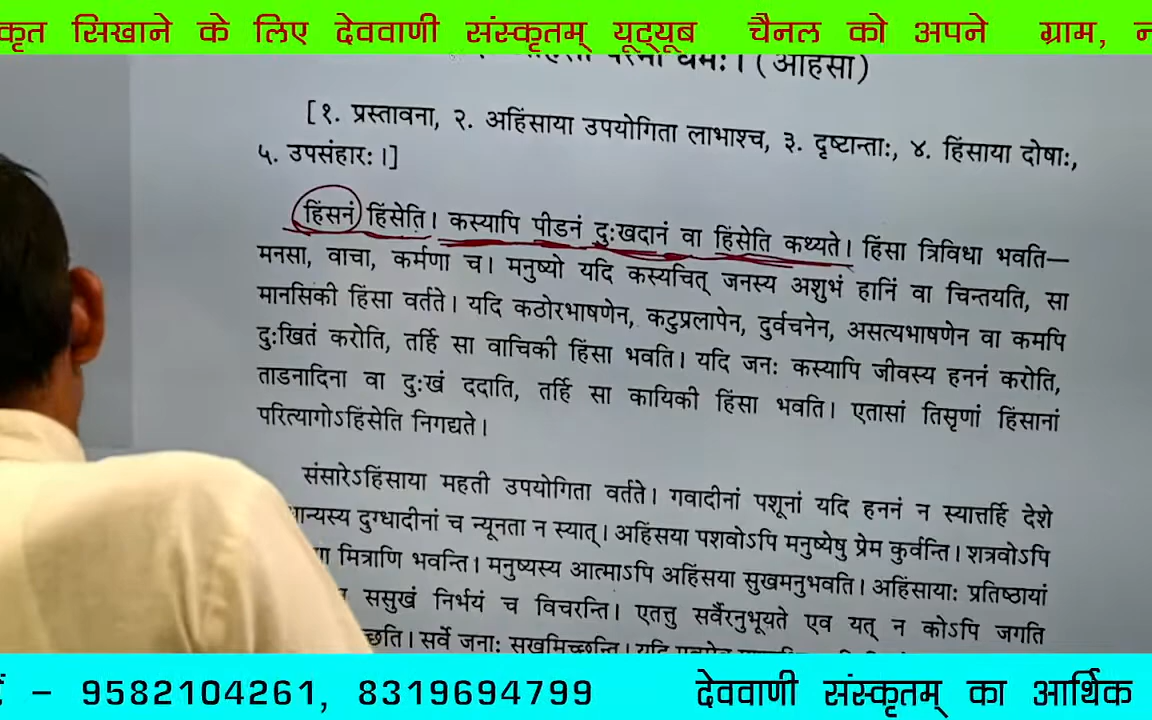 कृत सिखाने के लिए देववाणी संस्कृतम् यूट्यूब चैनल को अपने ग्राम, न
परमो धर्मः। (अहिंसा)
[१. प्रस्तावना, २. अहिंसाया उपयोगिता लाभाश्च, ३. दृष्टान्ताः, ४. हिंसाया दोषाः,
५. उपसंहारः।]
हिंसनं हिंसेति। कस्यापि पीडनं दुःखदानं वा हिंसेति कथ्यते। हिंसा त्रिविधा भवति—
मनसा, वाचा, कर्मणा च। मनुष्यो यदि कस्यचित् जनस्य अशुभं हानिं वा चिन्तयति, सा
मानसिकी हिंसा वर्तते। यदि कठोरभाषणेन, कटुप्रलापेन, दुर्वचनेन, असत्यभाषणेन वा कमपि
दुःखितं करोति, तर्हि सा वाचिकी हिंसा भवति। यदि जनः कस्यापि जीवस्य हननं करोति,
ताडनादिना वा दुःखं ददाति, तर्हि सा कायिकी हिंसा भवति। एतासां तिसृणां हिंसानां
परित्यागोऽहिंसेति निगद्यते।
संसारेऽहिंसाया महती उपयोगिता वर्तते। गवादीनां पशूनां यदि हननं न स्यात्तर्हि देशे
ान्यस्य दुग्धादीनां च न्यूनता न स्यात्। अहिंसया पशवोऽपि मनुष्येषु प्रेम कुर्वन्ति। शत्रवोऽपि
मित्राणि भवन्ति। मनुष्यस्य आत्माऽपि अहिंसया सुखमनुभवति। अहिंसायाः प्रतिष्ठायां
ससुखं निर्भयं च विचरन्ति। एतत्तु सर्वैरनुभूयते एव यत् न कोऽपि जगति
च्छति। सर्वे जनाः सुखमिच्छन्ति। यदि
– 9582104261, 8319694799 देववाणी संस्कृतम् का आर्थिक